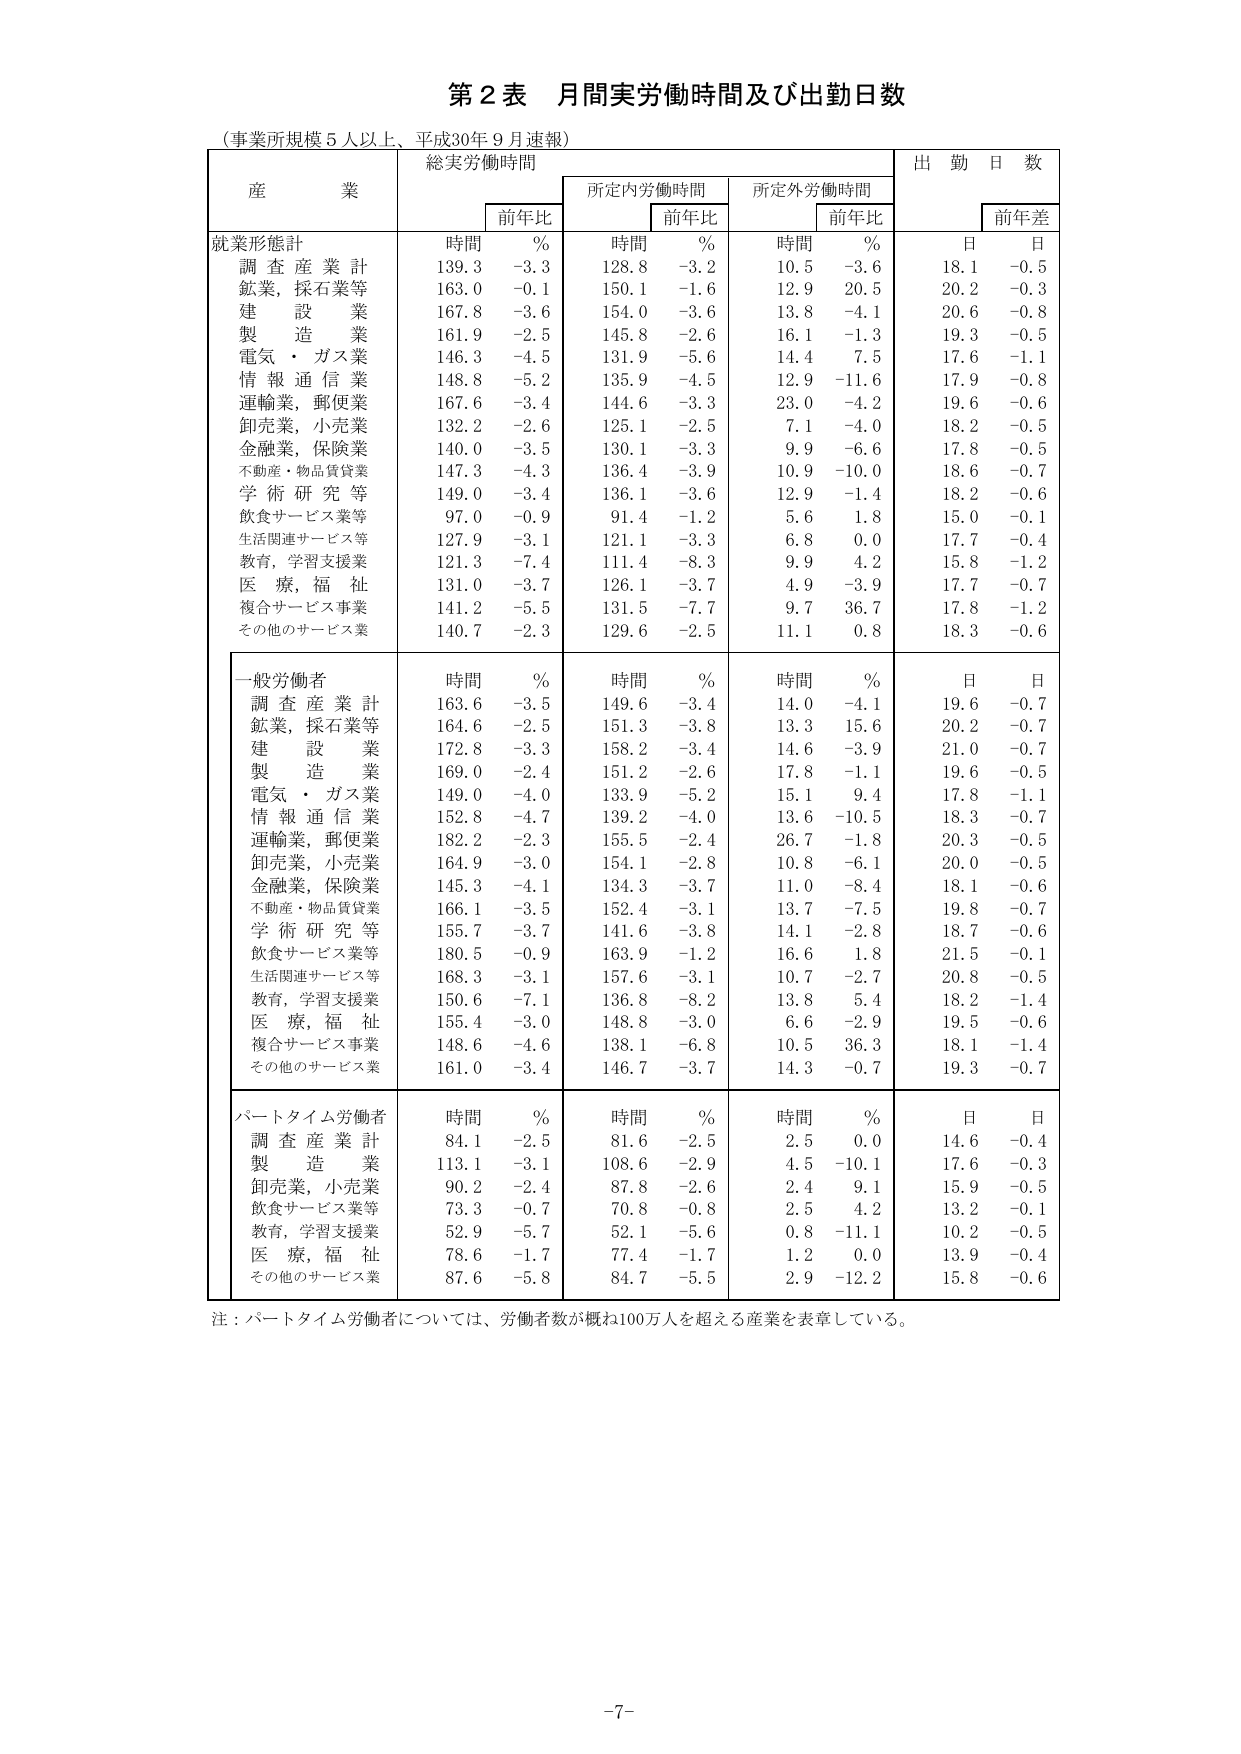 第２表　月間実労働時間及び出勤日数
（事業所規模５人以上、平成30年９月速報）
産　業　総実労働時間　出　勤　日　数
所定内労働時間　所定外労働時間
前年比　前年比　前年比　前年差
就業形態計　時間　％　時間　％　時間　％　日　日
調 査 産 業 計　139.3　-3.3　128.8　-3.2　10.5　-3.6　18.1　-0.5
鉱業，採石業等　163.0　-0.1　150.1　-1.6　12.9　20.5　20.2　-0.3
建　設　業　167.8　-3.6　154.0　-3.6　13.8　-4.1　20.6　-0.8
製　造　業　161.9　-2.5　145.8　-2.6　16.1　-1.3　19.3　-0.5
電気 ・ ガス業　146.3　-4.5　131.9　-5.6　14.4　7.5　17.6　-1.1
情 報 通 信 業　148.8　-5.2　135.9　-4.5　12.9　-11.6　17.9　-0.8
運輸業，郵便業　167.6　-3.4　144.6　-3.3　23.0　-4.2　19.6　-0.6
卸売業，小売業　132.2　-2.6　125.1　-2.5　7.1　-4.0　18.2　-0.5
金融業，保険業　140.0　-3.5　130.1　-3.3　9.9　-6.6　17.8　-0.5
不動産・物品賃貸業　147.3　-4.3　136.4　-3.9　10.9　-10.0　18.6　-0.7
学 術 研 究 等　149.0　-3.4　136.1　-3.6　12.9　-1.4　18.2　-0.6
飲食サービス業等　97.0　-0.9　91.4　-1.2　5.6　1.8　15.0　-0.1
生活関連サービス等　127.9　-3.1　121.1　-3.3　6.8　0.0　17.7　-0.4
教育，学習支援業　121.3　-7.4　111.4　-8.3　9.9　4.2　15.8　-1.2
医　療，福　祉　131.0　-3.7　126.1　-3.7　4.9　-3.9　17.7　-0.7
複合サービス事業　141.2　-5.5　131.5　-7.7　9.7　36.7　17.8　-1.2
その他のサービス業　140.7　-2.3　129.6　-2.5　11.1　0.8　18.3　-0.6
一般労働者　時間　％　時間　％　時間　％　日　日
調 査 産 業 計　163.6　-3.5　149.6　-3.4　14.0　-4.1　19.6　-0.7
鉱業，採石業等　164.6　-2.5　151.3　-3.8　13.3　15.6　20.2　-0.7
建　設　業　172.8　-3.3　158.2　-3.4　14.6　-3.9　21.0　-0.7
製　造　業　169.0　-2.4　151.2　-2.6　17.8　-1.1　19.6　-0.5
電気 ・ ガス業　149.0　-4.0　133.9　-5.2　15.1　9.4　17.8　-1.1
情 報 通 信 業　152.8　-4.7　139.2　-4.0　13.6　-10.5　18.3　-0.7
運輸業，郵便業　182.2　-2.3　155.5　-2.4　26.7　-1.8　20.3　-0.5
卸売業，小売業　164.9　-3.0　154.1　-2.8　10.8　-6.1　20.0　-0.5
金融業，保険業　145.3　-4.1　134.3　-3.7　11.0　-8.4　18.1　-0.6
不動産・物品賃貸業　166.1　-3.5　152.4　-3.1　13.7　-7.5　19.8　-0.7
学 術 研 究 等　155.7　-3.7　141.6　-3.8　14.1　-2.8　18.7　-0.6
飲食サービス業等　180.5　-0.9　163.9　-1.2　16.6　1.8　21.5　-0.1
生活関連サービス等　168.3　-3.1　157.6　-3.1　10.7　-2.7　20.8　-0.5
教育，学習支援業　150.6　-7.1　136.8　-8.2　13.8　5.4　18.2　-1.4
医　療，福　祉　155.4　-3.0　148.8　-3.0　6.6　-2.9　19.5　-0.6
複合サービス事業　148.6　-4.6　138.1　-6.8　10.5　36.3　18.1　-1.4
その他のサービス業　161.0　-3.4　146.7　-3.7　14.3　-0.7　19.3　-0.7
パートタイム労働者　時間　％　時間　％　時間　％　日　日
調 査 産 業 計　84.1　-2.5　81.6　-2.5　2.5　0.0　14.6　-0.4
製　造　業　113.1　-3.1　108.6　-2.9　4.5　-10.1　17.6　-0.3
卸売業，小売業　90.2　-2.4　87.8　-2.6　2.4　9.1　15.9　-0.5
飲食サービス業等　73.3　-0.7　70.8　-0.8　2.5　4.2　13.2　-0.1
教育，学習支援業　52.9　-5.7　52.1　-5.6　0.8　-11.1　10.2　-0.5
医　療，福　祉　78.6　-1.7　77.4　-1.7　1.2　0.0　13.9　-0.4
その他のサービス業　87.6　-5.8　84.7　-5.5　2.9　-12.2　15.8　-0.6
注：パートタイム労働者については、労働者数が概ね100万人を超える産業を表章している。
-7-